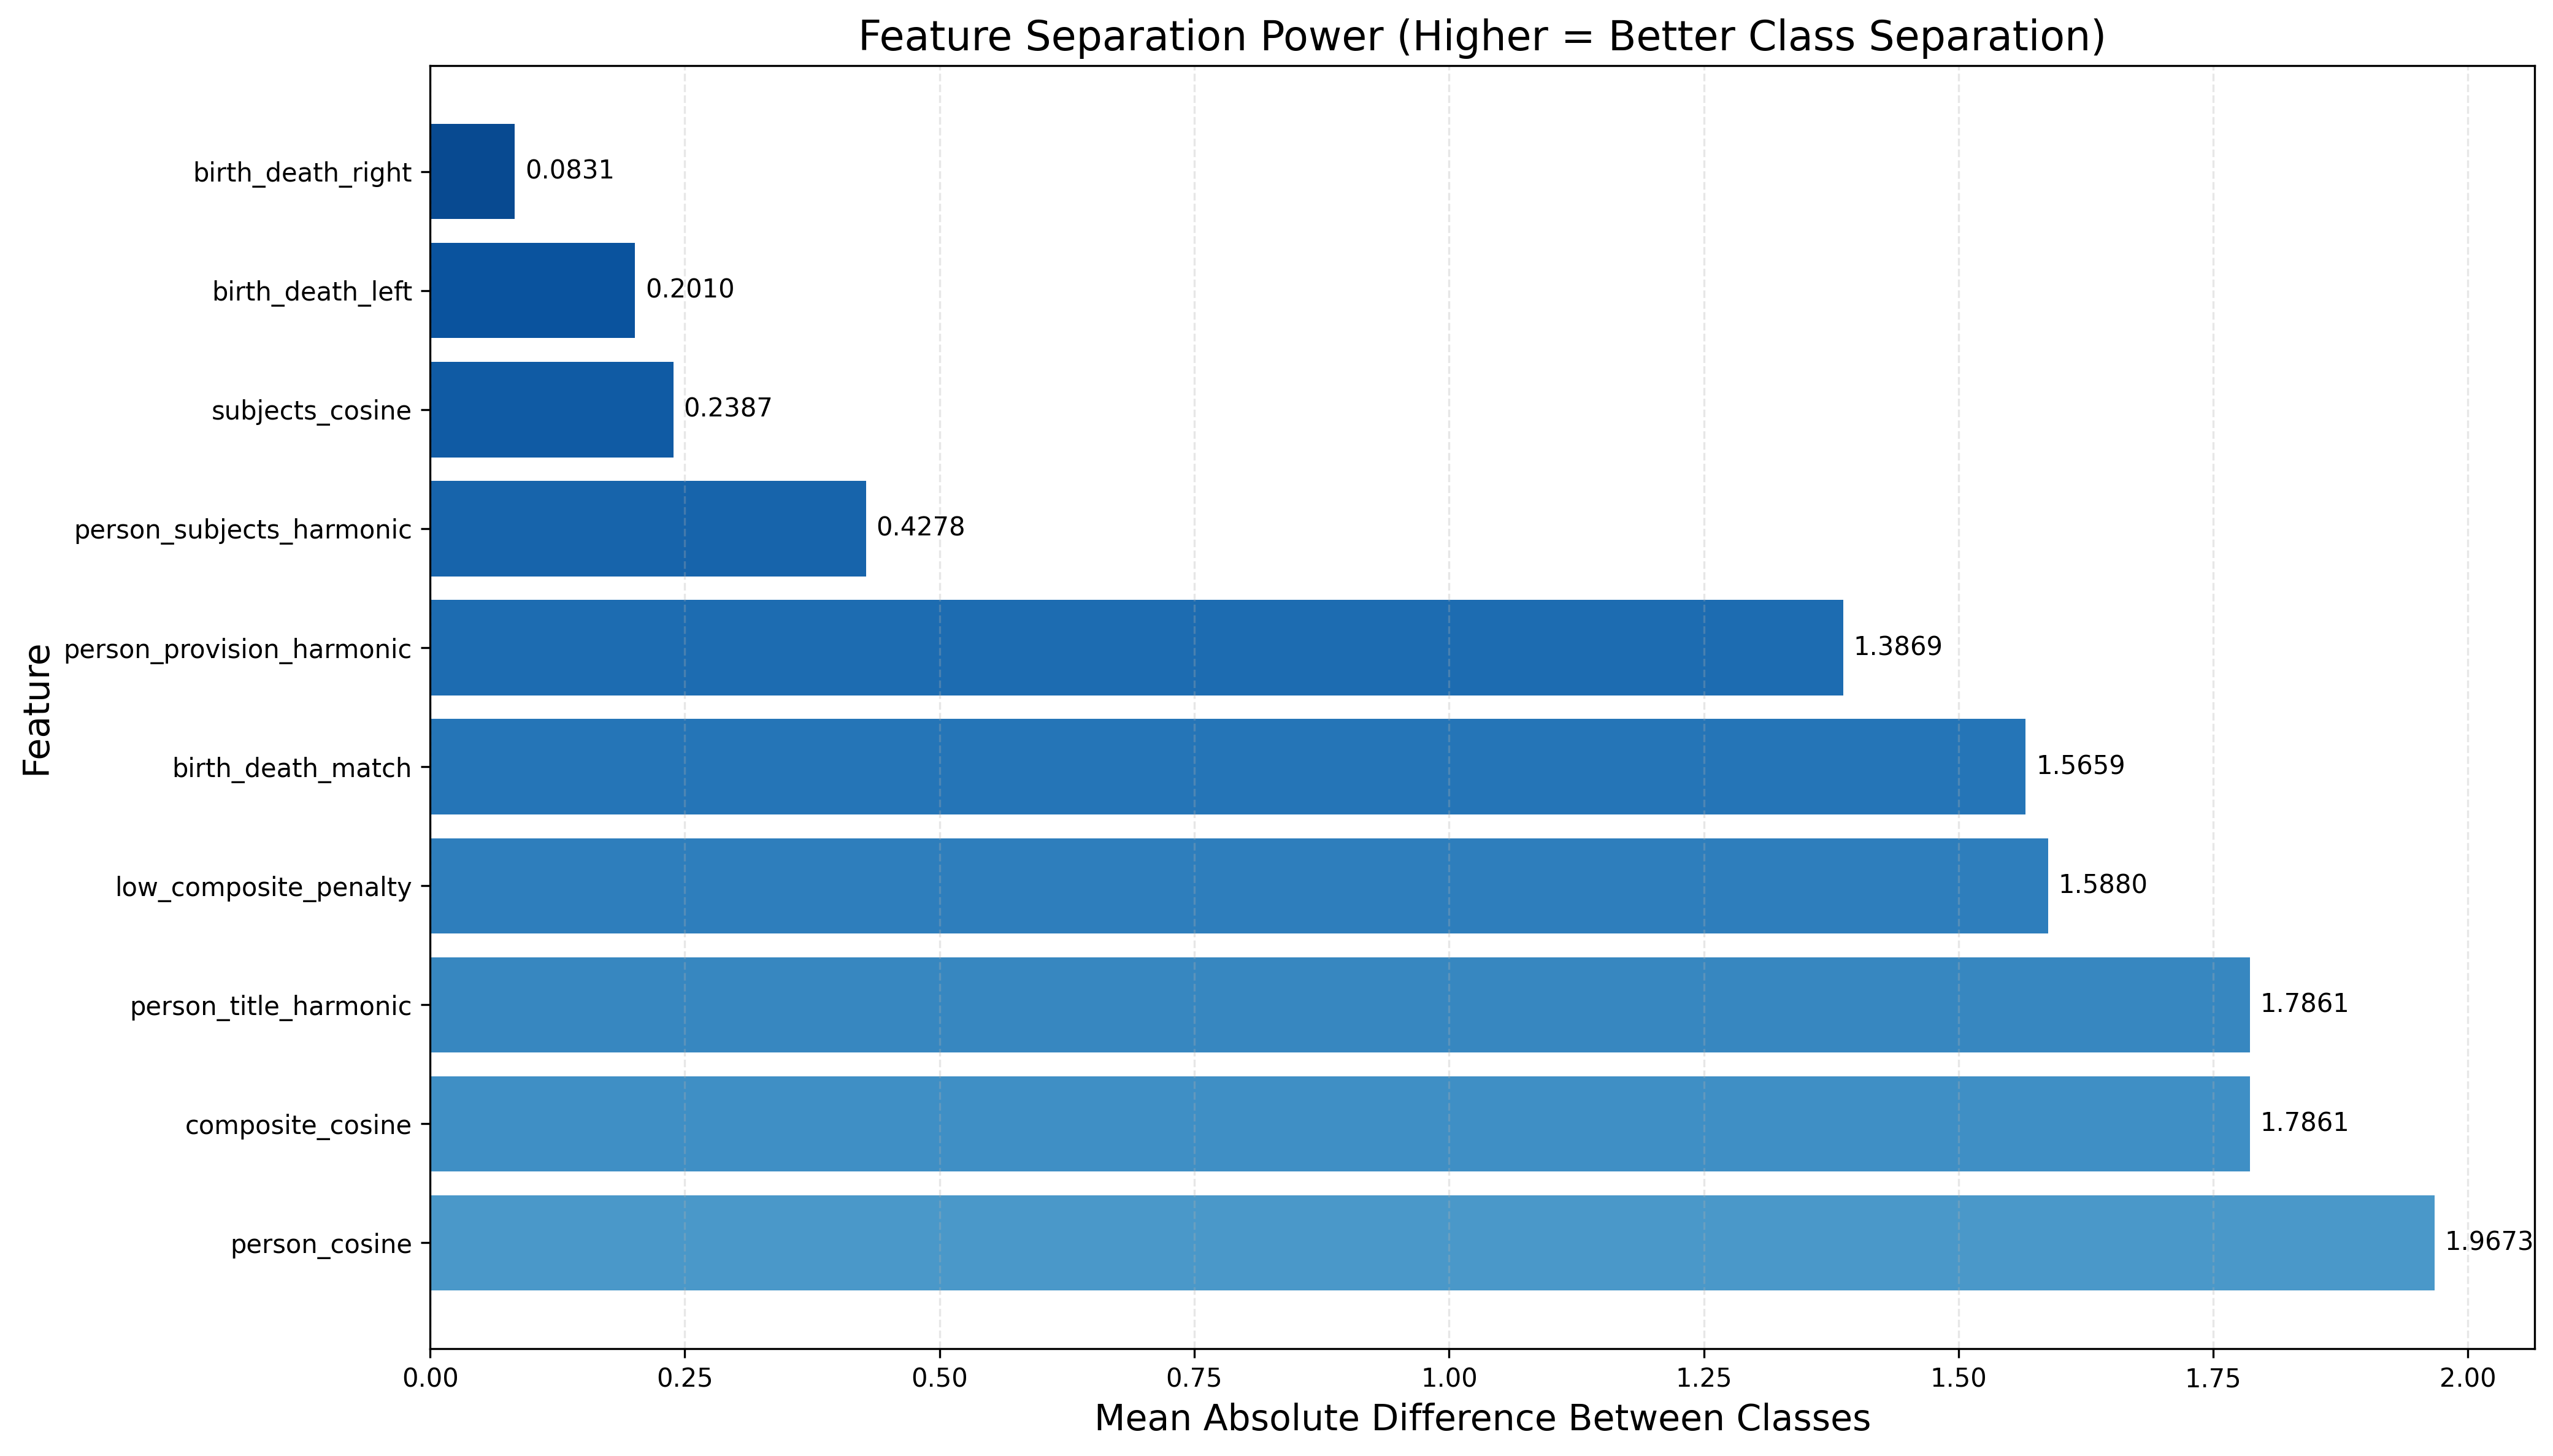 Feature Separation Power (Higher = Better Class Separation)
birth_death_right
0.0831
birth_death_left
0.2010
subjects_cosine
0.2387
person_subjects_harmonic
0.4278
person_provision_harmonic
1.3869
birth_death_match
1.5659
low_composite_penalty
1.5880
person_title_harmonic
1.7861
composite_cosine
1.7861
person_cosine
1.9673
Feature
0.00 0.25 0.50 0.75 1.00 1.25 1.50 1.75 2.00
Mean Absolute Difference Between Classes